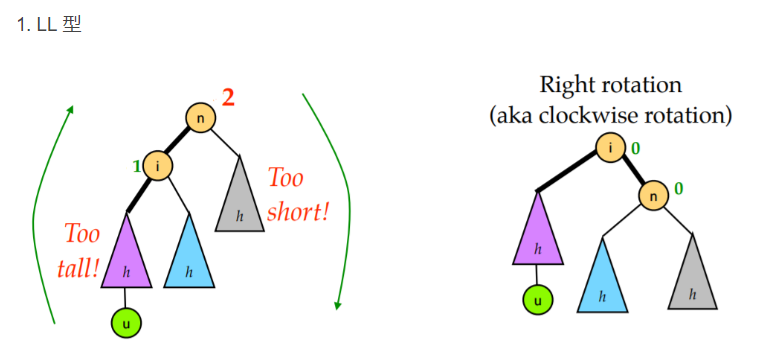 1. LL 型
2
n
1
i
Too
short!
h
Too
tall!
h
h
u
Right rotation
(aka clockwise rotation)
i
0
n
0
h
u
h
h